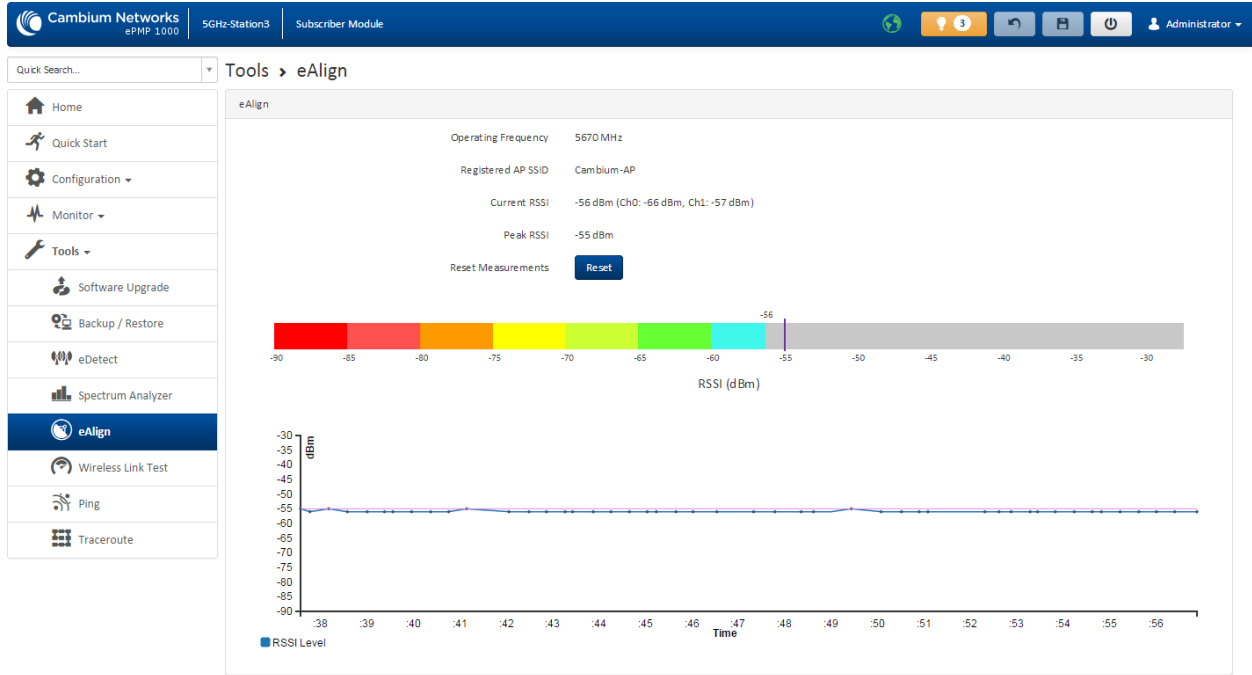 Cambium Networks
ePMP 1000
5GHz-Station3
Subscriber Module
3
Administrator
Quick Search...
Tools > eAlign
Home
Quick Start
Configuration
Monitor
Tools
Software Upgrade
Backup / Restore
eDetect
Spectrum Analyzer
eAlign
Wireless Link Test
Ping
Traceroute
eAlign
Operating Frequency 5670 MHz
Registered AP SSID Cambium-AP
Current RSSI -56 dBm (Ch0: -66 dBm, Ch1: -57 dBm)
Peak RSSI -55 dBm
Reset Measurements Reset
-56
-90 -85 -80 -75 -70 -65 -60 -55 -50 -45 -40 -35 -30
RSSI (dBm)
dBm
-30
-35
-40
-45
-50
-55
-60
-65
-70
-75
-80
-85
-90
:38 :39 :40 :41 :42 :43 :44 :45 :46 :47 :48 :49 :50 :51 :52 :53 :54 :55 :56
Time
RSSI Level